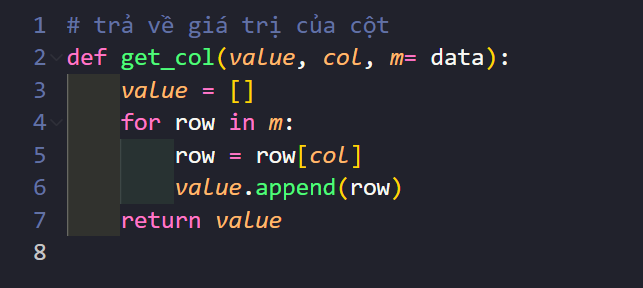 1 # trả về giá trị của cột
2 def get_col(value, col, m= data):
3     value = []
4     for row in m:
5         row = row[col]
6         value.append(row)
7     return value
8